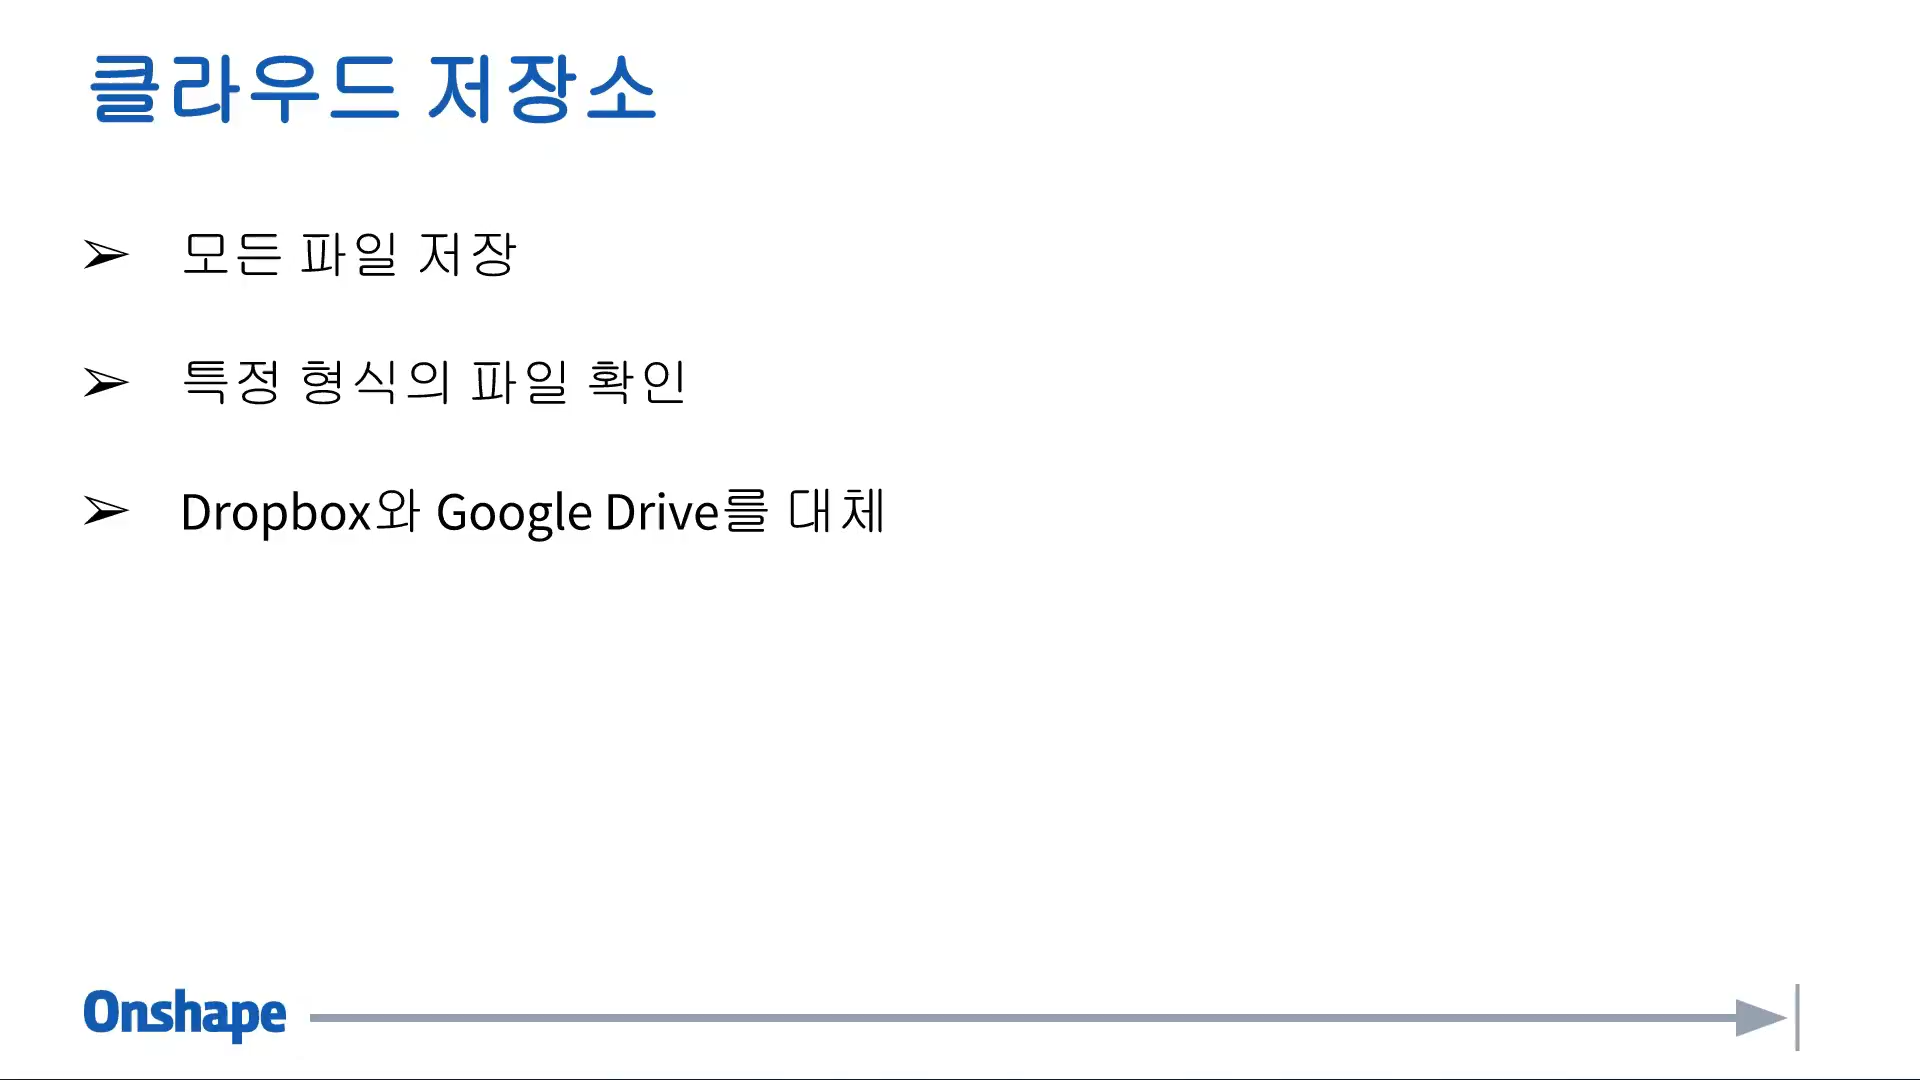 클라우드 저장소
➢ 모든 파일 저장
➢ 특정 형식의 파일 확인
➢ Dropbox와 Google Drive를 대체
Onshape